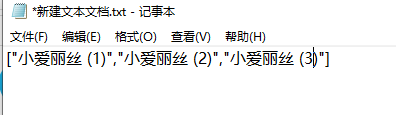 *新建文本文档.txt - 记事本
文件(F) 编辑(E) 格式(O) 查看(V) 帮助(H)
["小爱丽丝 (1)","小爱丽丝 (2)","小爱丽丝 (3)"]